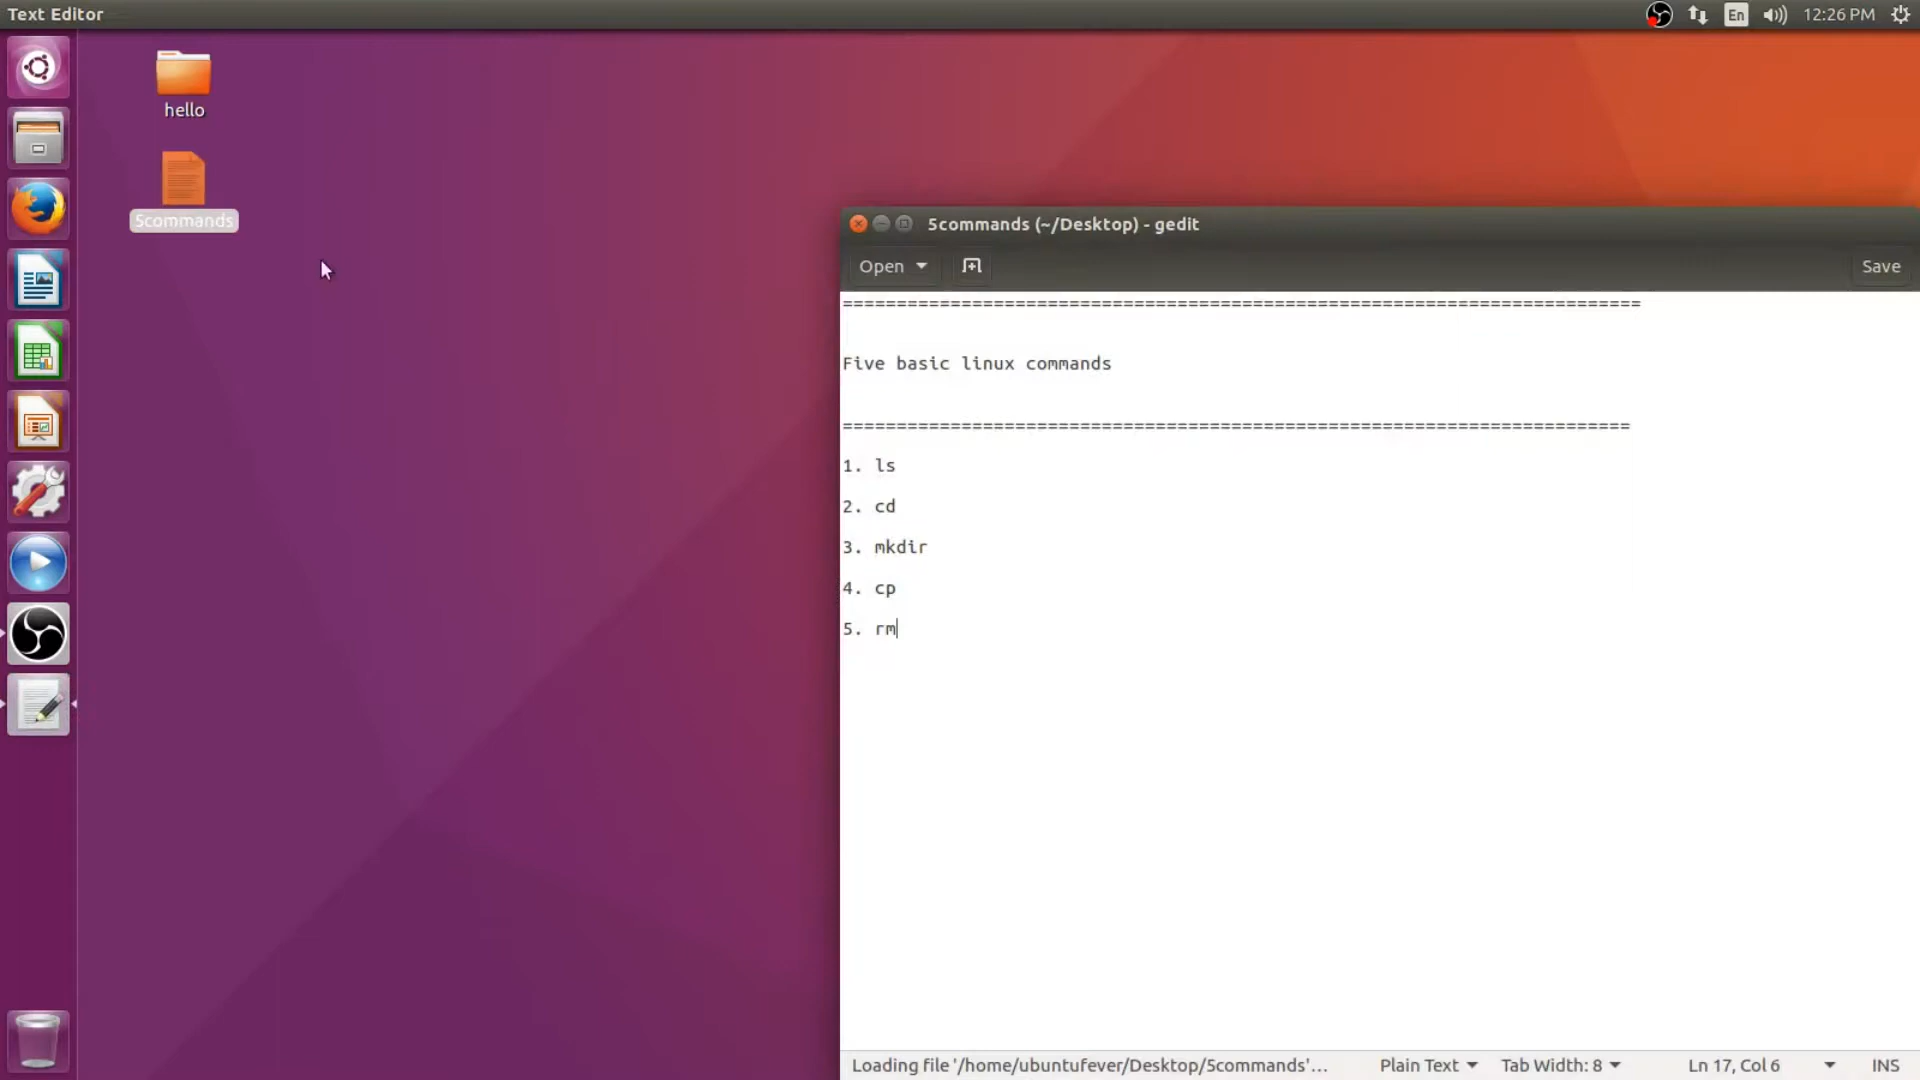 Text Editor
En
12:26 PM
hello
5commands
5commands (~/Desktop) - gedit
Open
Save
==========================================================================
Five basic linux commands
=========================================================================
1. ls
2. cd
3. mkdir
4. cp
5. rm
Loading file '/home/ubuntufever/Desktop/5commands'…
Plain Text
Tab Width: 8
Ln 17, Col 6
INS